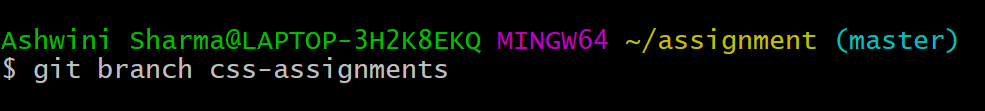 Ashwini Sharma@LAPTOP-3H2K8EKQ MINGW64 ~/assignment (master)
$ git branch css-assignments